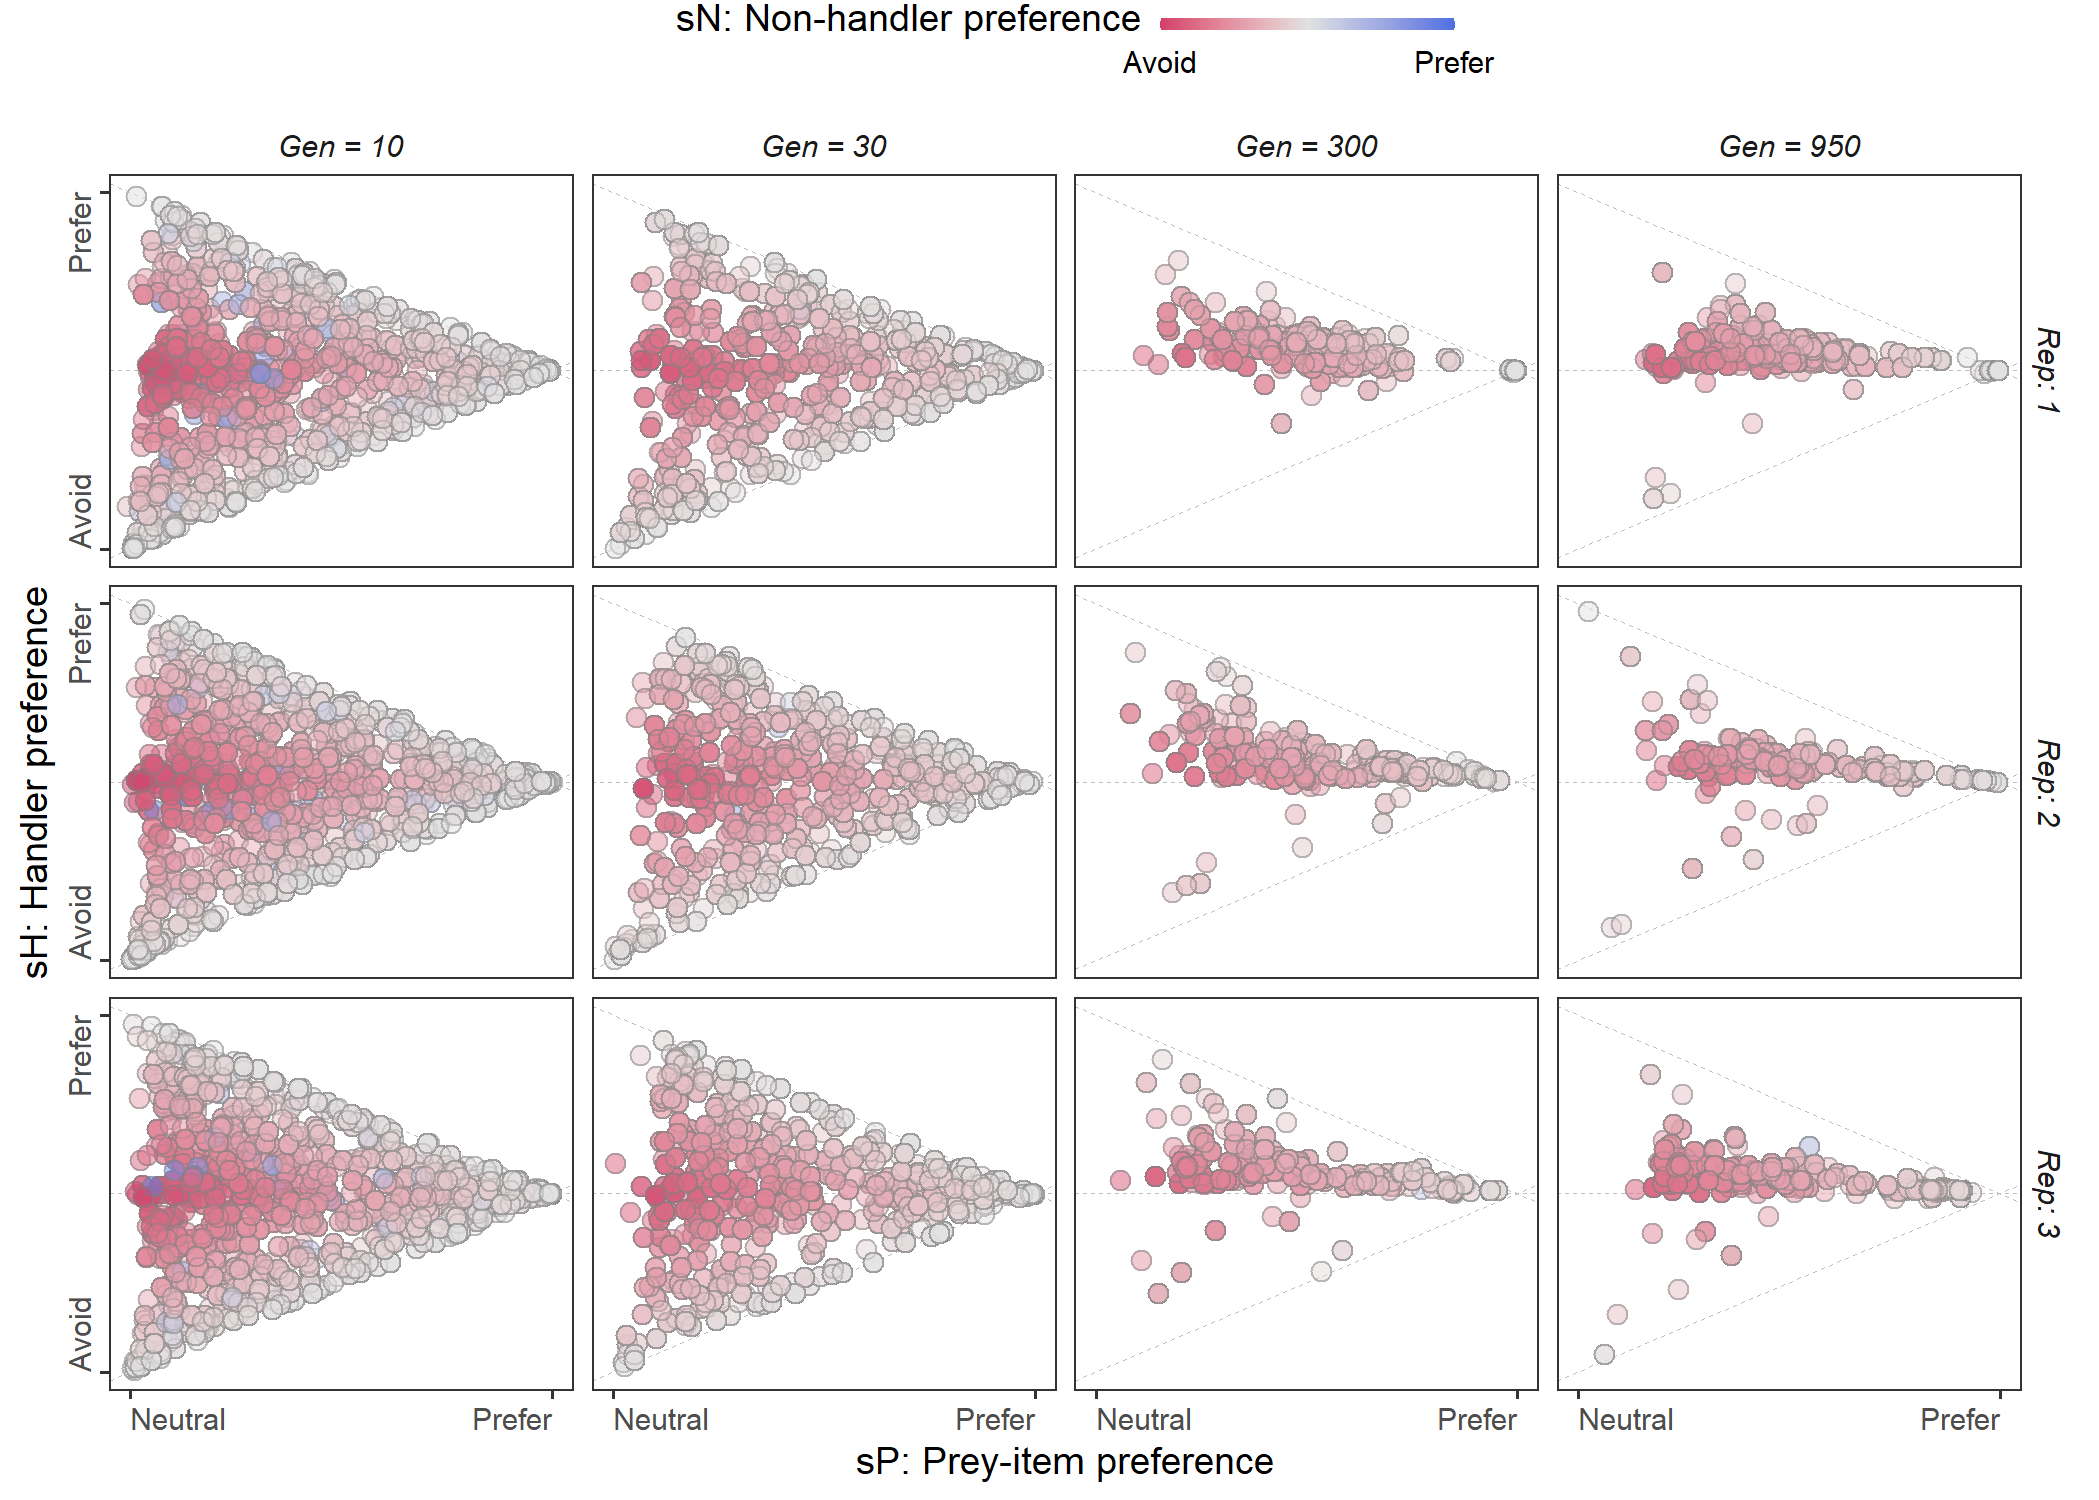 sN: Non-handler preference
Avoid Prefer
Gen = 10 Gen = 30 Gen = 300 Gen = 950
Prefer
Avoid
Rep: 1
sH: Handler preference
Prefer
Avoid
Rep: 2
Prefer
Avoid
Rep: 3
Neutral Prefer Neutral Prefer Neutral Prefer Neutral Prefer
sP: Prey-item preference